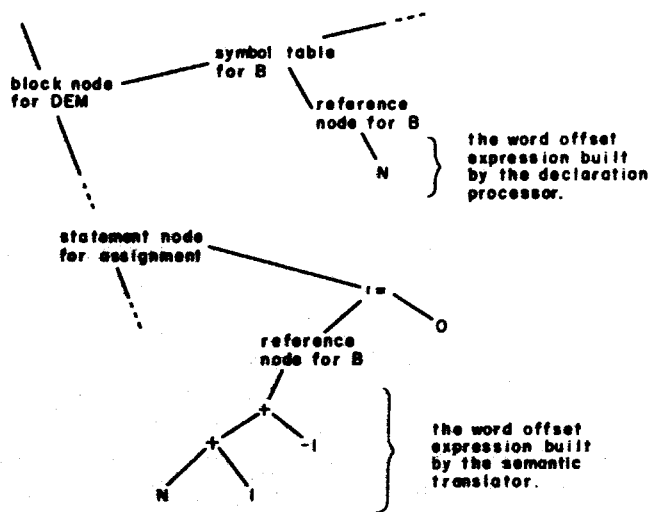 symbol table
for B
block node
for DEM
reference
node for B
N
the word offset
expression built
by the declaration
processor.
statement node
for assignment
:=
0
reference
node for B
+
+
-1
N
I
the word offset
expression built
by the semantic
translator.